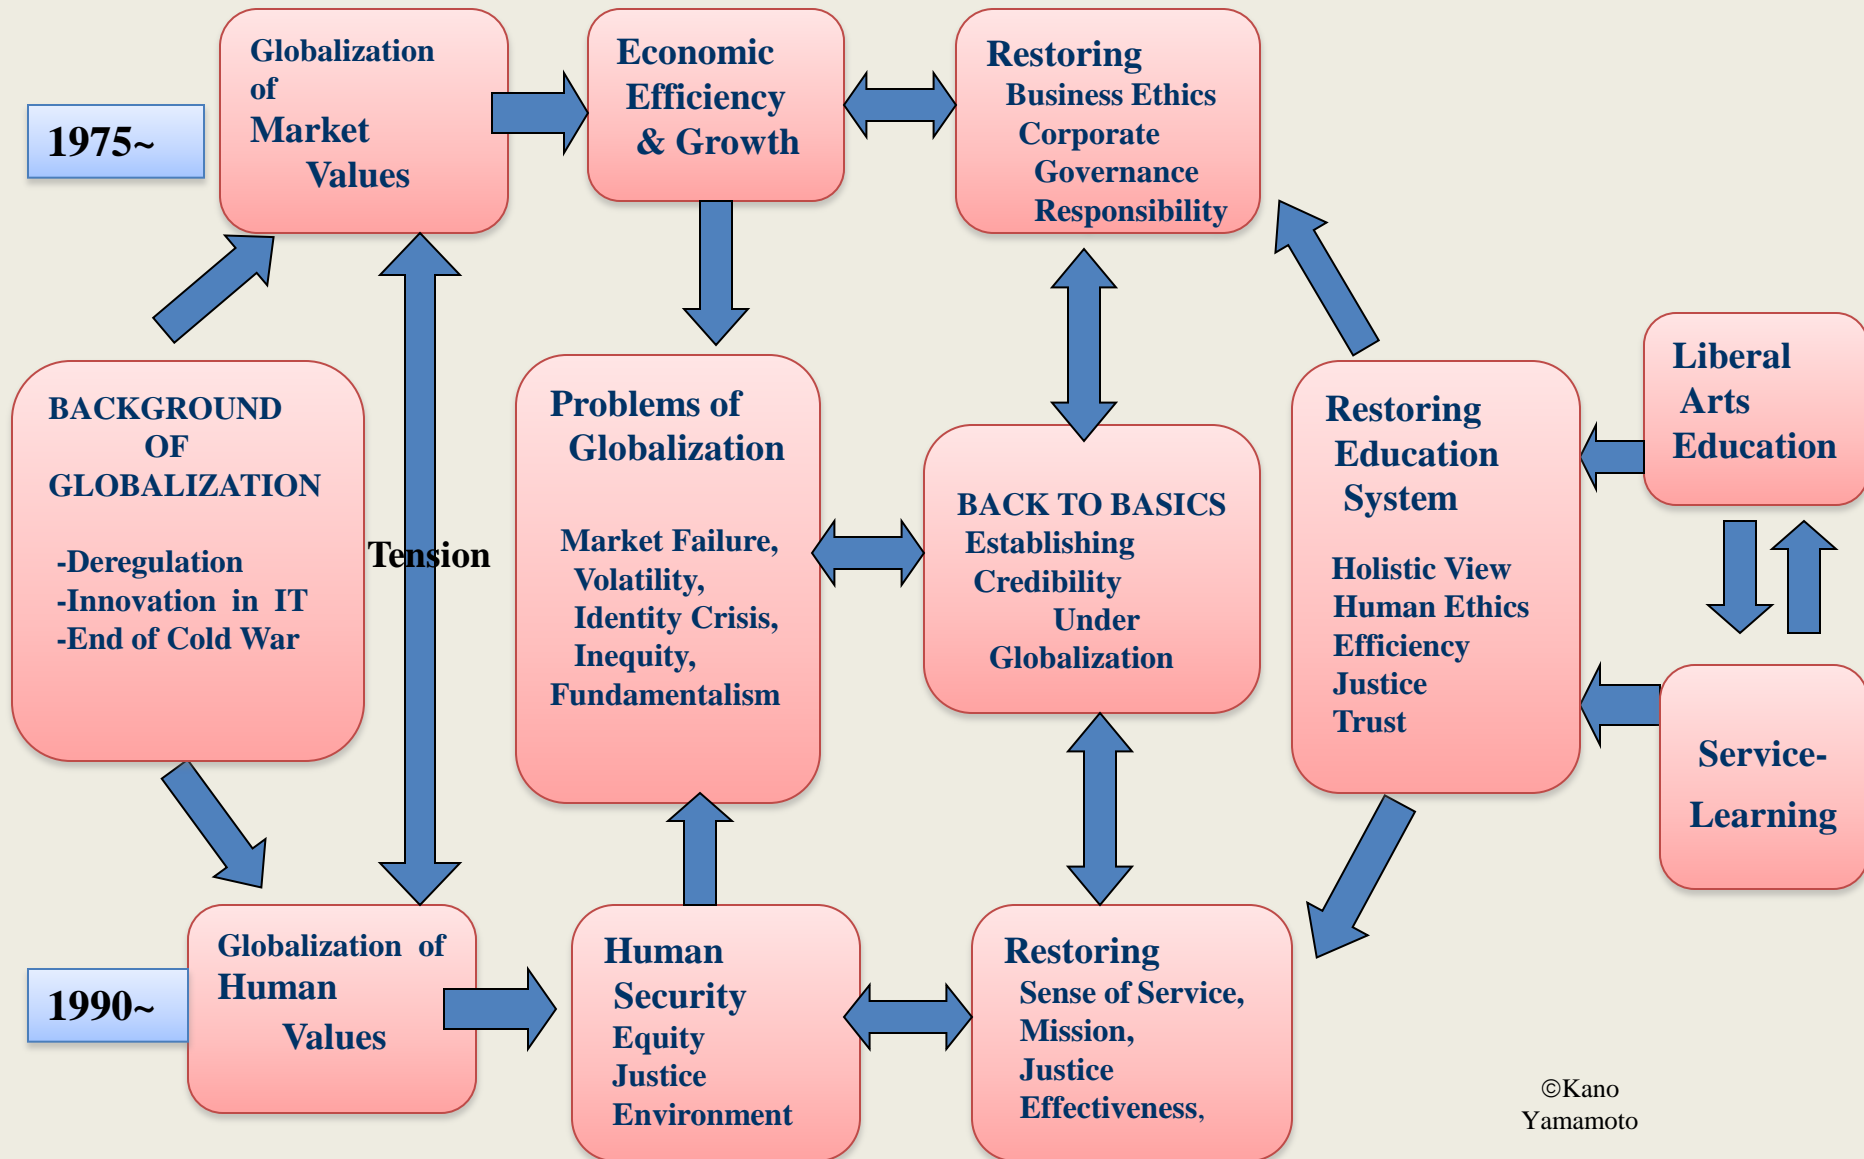 1975~
Globalization
of
Market
Values
Economic
Efficiency
& Growth
Restoring
Business Ethics
Corporate
Governance
Responsibility
BACKGROUND
OF
GLOBALIZATION
-Deregulation
-Innovation in IT
-End of Cold War
Tension
Problems of
Globalization
Market Failure,
Volatility,
Identity Crisis,
Inequity,
Fundamentalism
BACK TO BASICS
Establishing
Credibility
Under
Globalization
Restoring
Education
System
Holistic View
Human Ethics
Efficiency
Justice
Trust
Liberal
Arts
Education
Service-
Learning
1990~
Globalization of
Human
Values
Human
Security
Equity
Justice
Environment
Restoring
Sense of Service,
Mission,
Justice
Effectiveness,
©Kano
Yamamoto